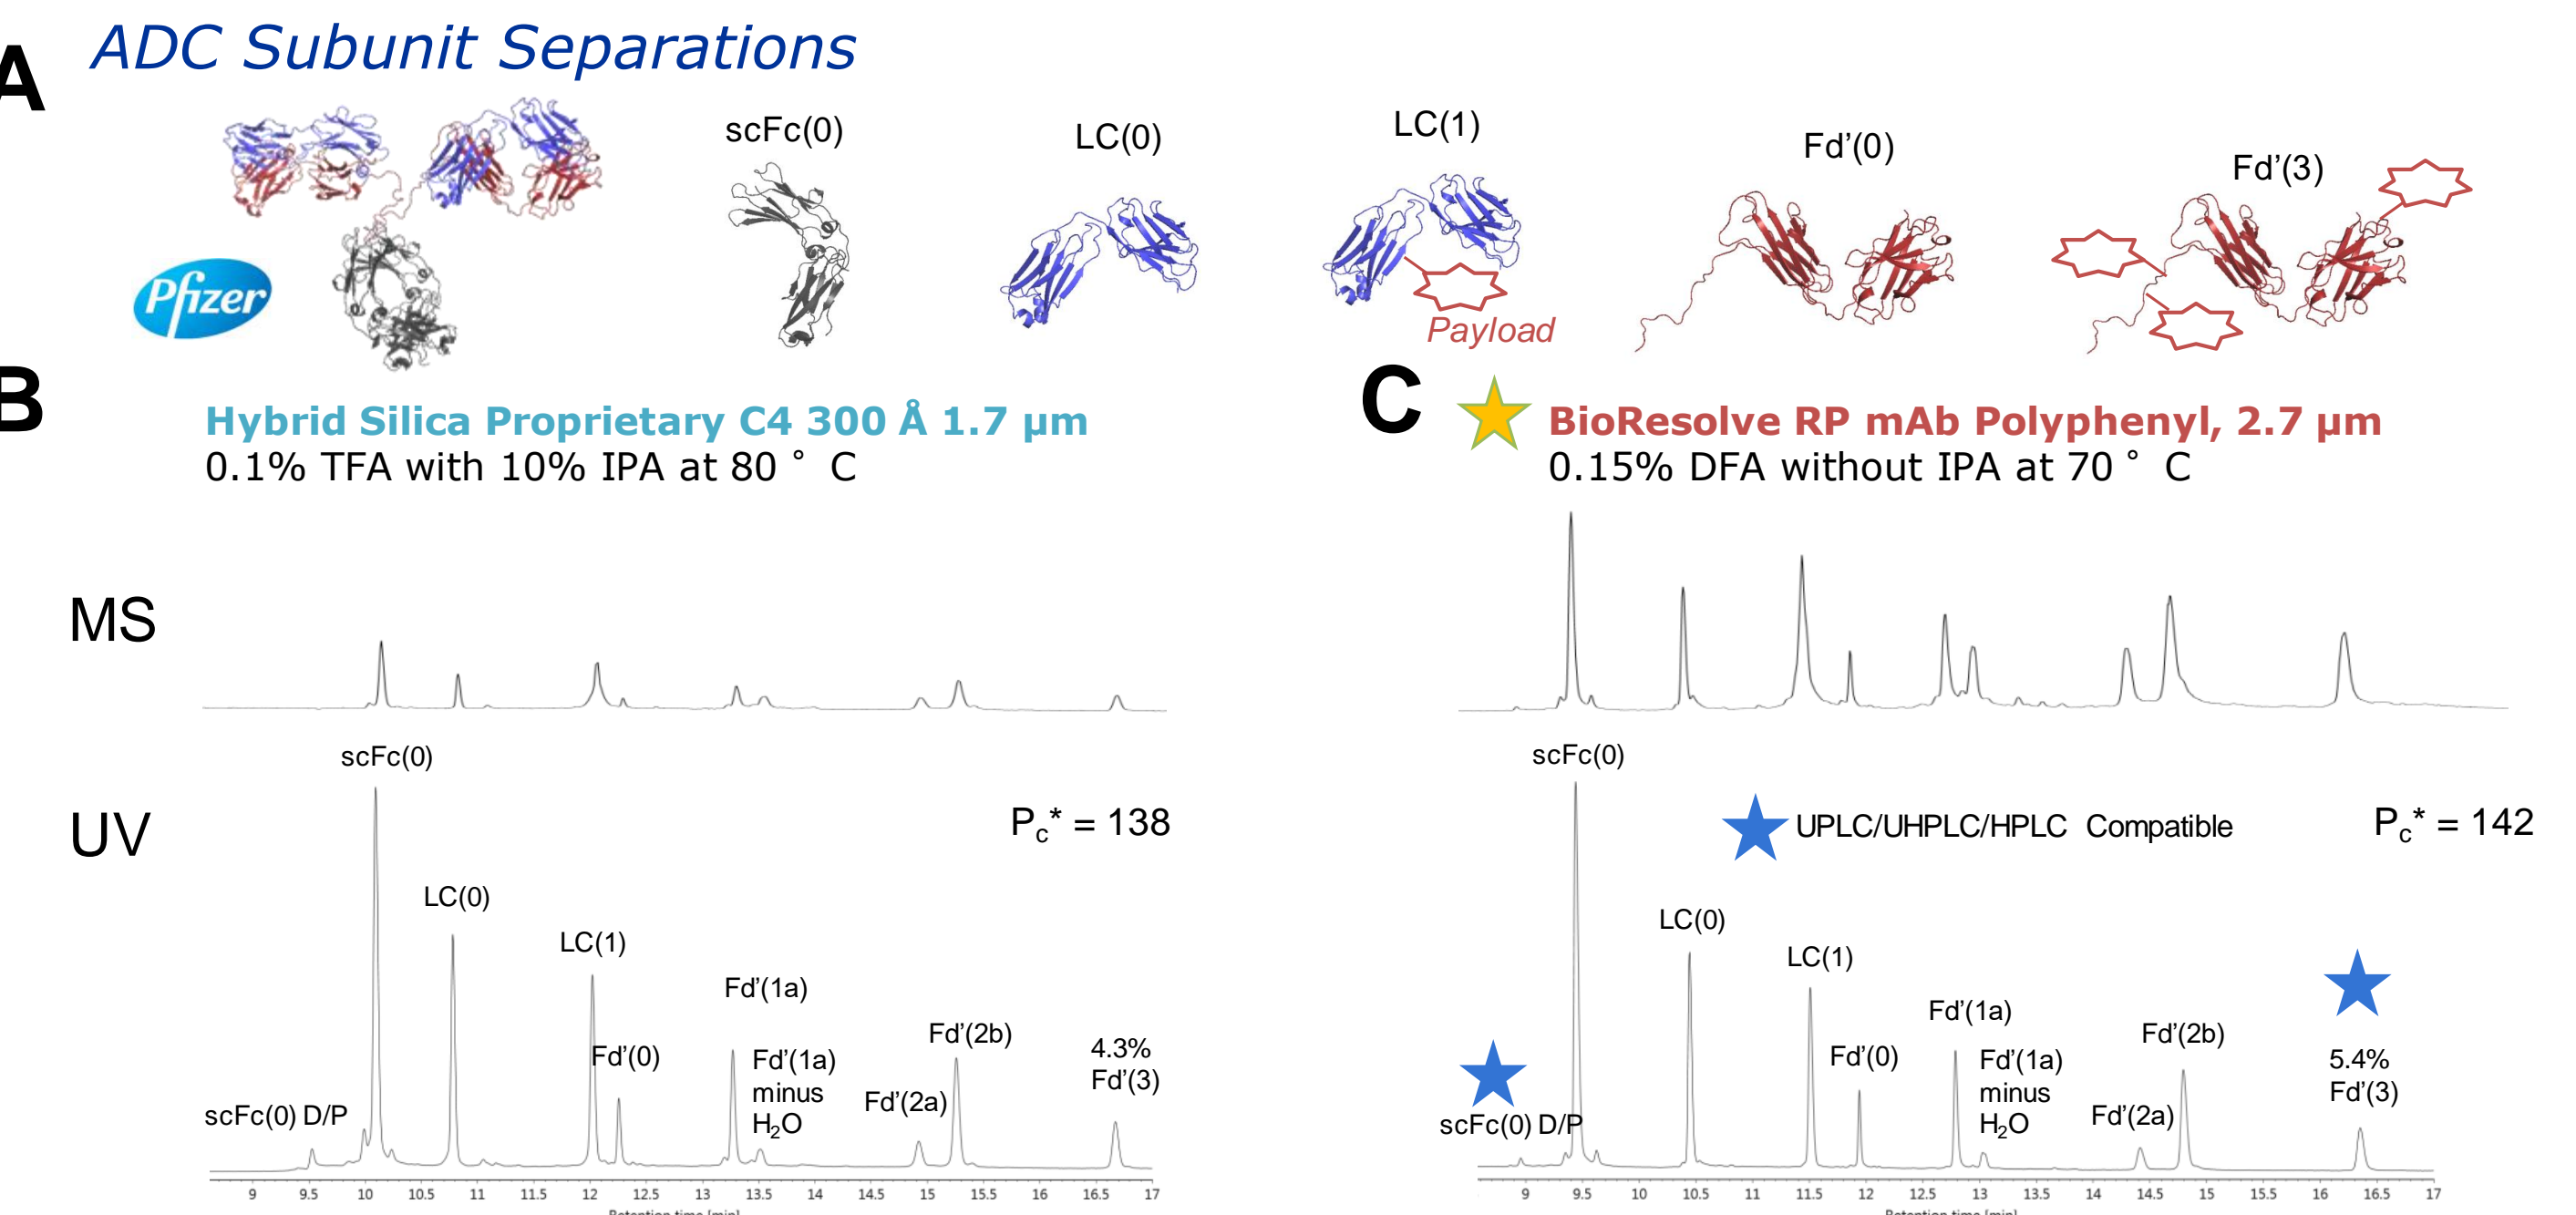 A
ADC Subunit Separations
scFc(0)
LC(0)
LC(1)
Fd’(0)
Fd’(3)
Pfizer
Payload
B
Hybrid Silica Proprietary C4 300 Å 1.7 µm
0.1% TFA with 10% IPA at 80 ° C
C
BioResolve RP mAb Polyphenyl, 2.7 µm
0.15% DFA without IPA at 70 ° C
MS
UV
scFc(0)
Pc* = 138
LC(0)
LC(1)
Fd’(1a)
Fd’(0)
Fd’(1a)
minus
H2O
Fd’(2b)
Fd’(2a)
4.3%
Fd’(3)
scFc(0) D/P
9 9.5 10 10.5 11 11.5 12 12.5 13 13.5 14 14.5 15 15.5 16 16.5 17
Retention time [min]
scFc(0)
UPLC/UHPLC/HPLC Compatible
Pc* = 142
LC(0)
LC(1)
Fd’(1a)
Fd’(0)
Fd’(1a)
minus
H2O
Fd’(2b)
Fd’(2a)
5.4%
Fd’(3)
scFc(0) D/P
9 9.5 10 10.5 11 11.5 12 12.5 13 13.5 14 14.5 15 15.5 16 16.5 17
Retention time [min]